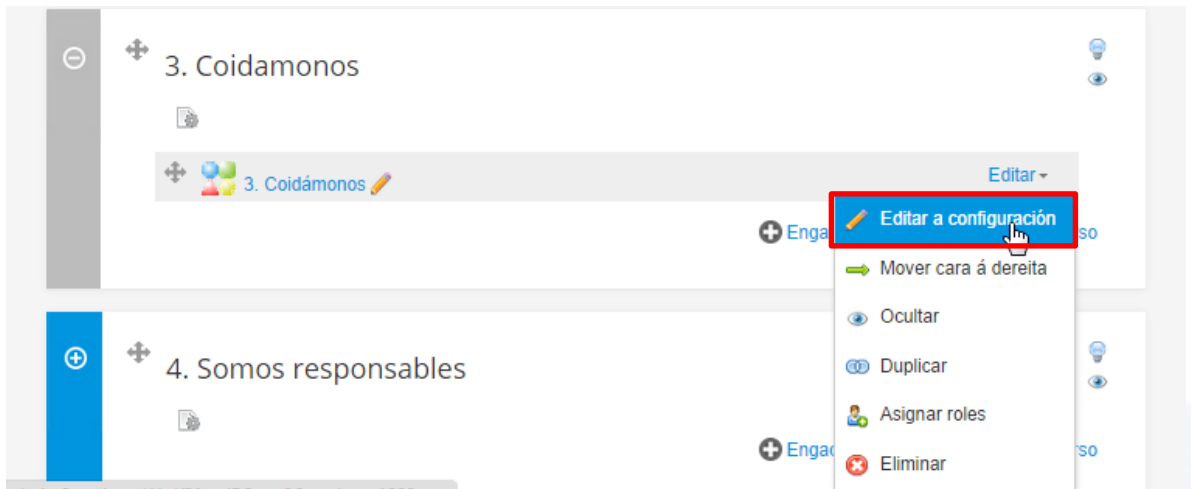 3. Coidamonos
3. Coidámonos
Editar
Editar a configuración
Enga
so
Mover cara á dereita
Ocultar
Duplicar
4. Somos responsables
Asignar roles
Engad
so
Eliminar